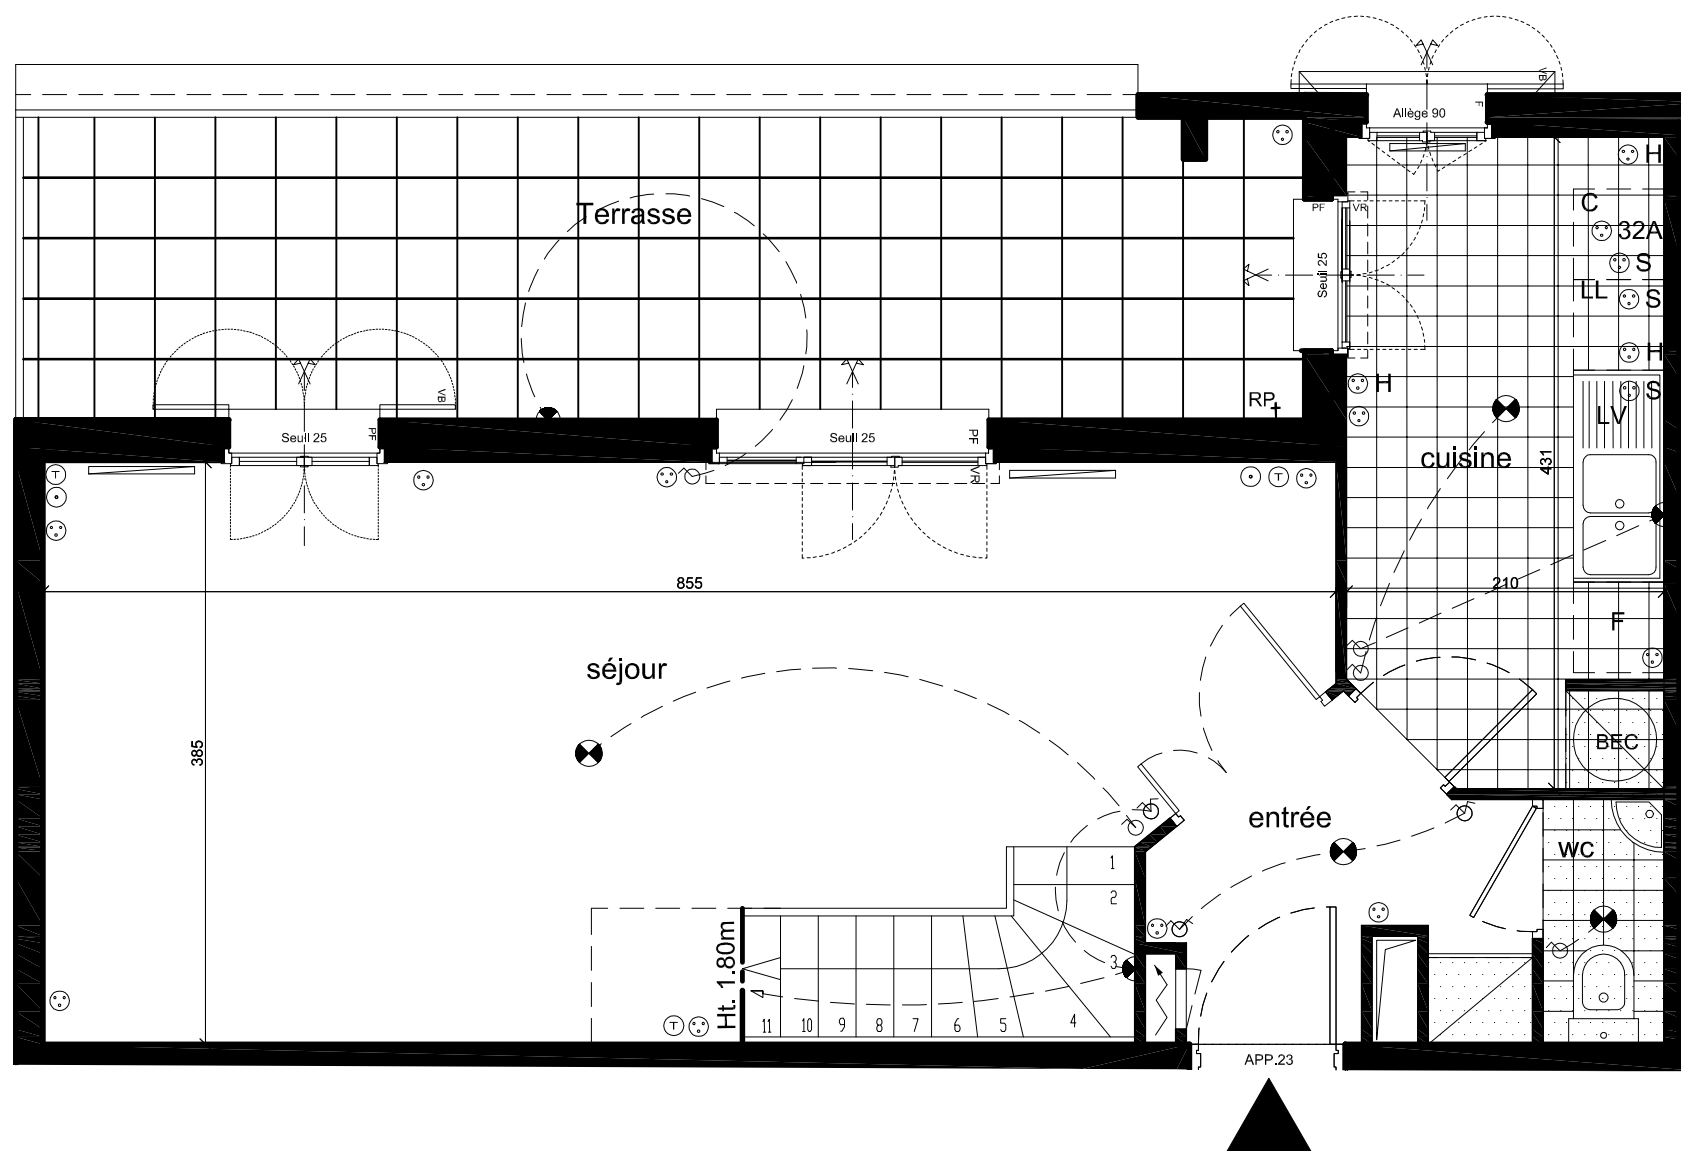 VB
F
Allège 90
H
Terrasse
PF
VR
C
32A
S
Seuil 25
LL
S
H
H
S
VB
RP
LV
PF
Seuil 25
Seuil 25
PF
VR
cuisine
431
T
T
855
210
F
séjour
385
BEC
entrée
WC
1
2
3
Ht. 1.80m
T
11
10
9
8
7
6
5
4
APP.23